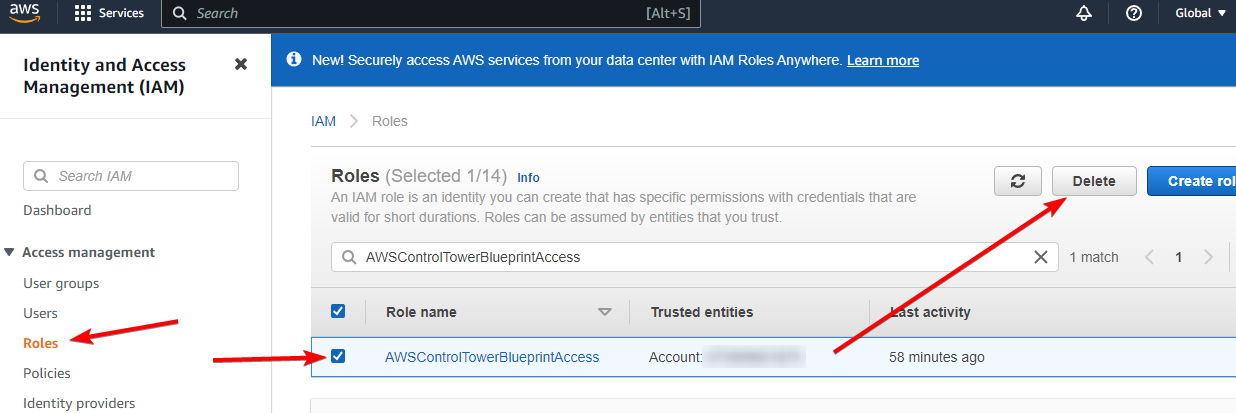 aws
Services
Search
[Alt+S]
Global
Identity and Access
Management (IAM)
Search IAM
Dashboard
Access management
User groups
Users
Roles
Policies
Identity providers
New! Securely access AWS services from your data center with IAM Roles Anywhere. Learn more
IAM > Roles
Roles (Selected 1/14) Info
An IAM role is an identity you can create that has specific permissions with credentials that are
valid for short durations. Roles can be assumed by entities that you trust.
Delete
Create rol
AWSControlTowerBlueprintAccess
1 match
1
Role name
Trusted entities
Last activity
AWSControlTowerBlueprintAccess
Account:
58 minutes ago